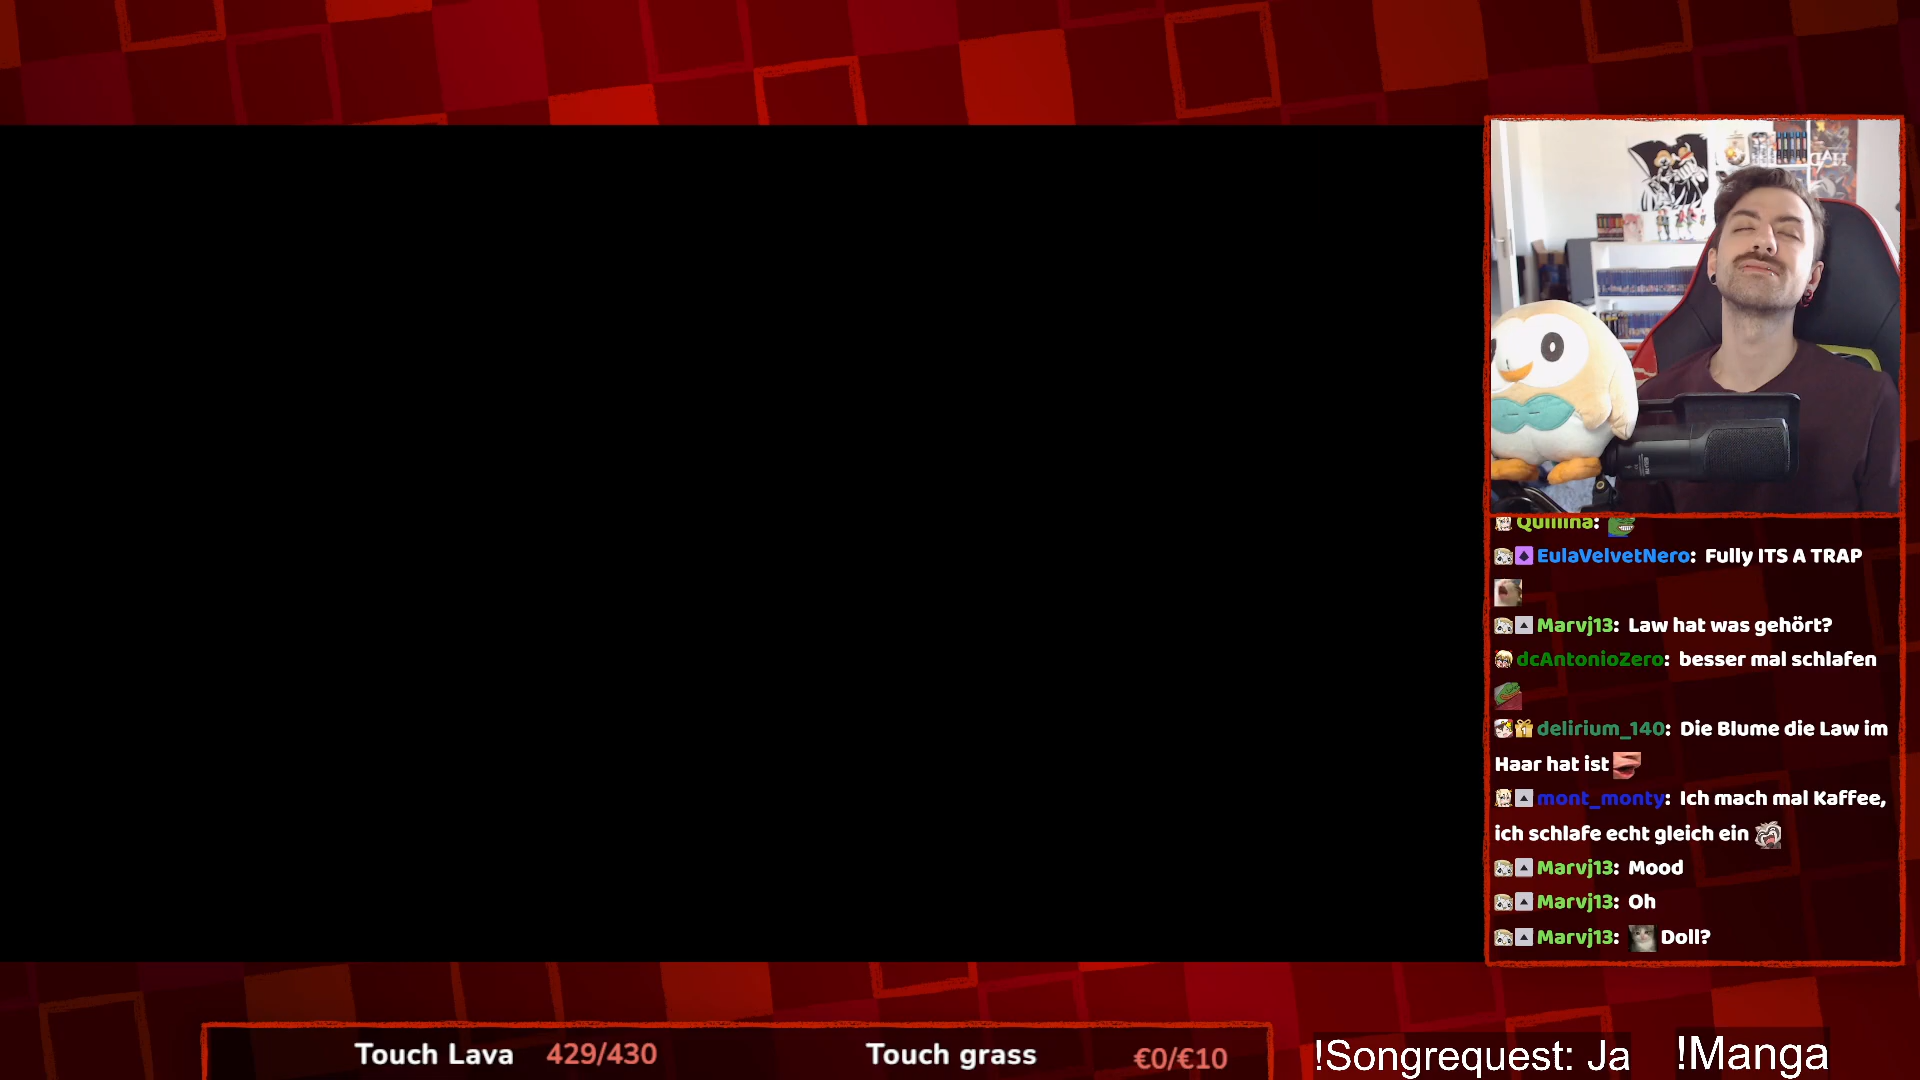 Quillina:
EulaVelvetNero: Fully ITS A TRAP
Marvj13: Law hat was gehört?
dcAntonioZero: besser mal schlafen
delirium_140: Die Blume die Law im
Haar hat ist
mont_monty: Ich mach mal Kaffee,
ich schlafe echt gleich ein
Marvj13: Mood
Marvj13: Oh
Marvj13: Doll?
Touch Lava 429/430 Touch grass €0/€10 !Songrequest: Ja !Manga